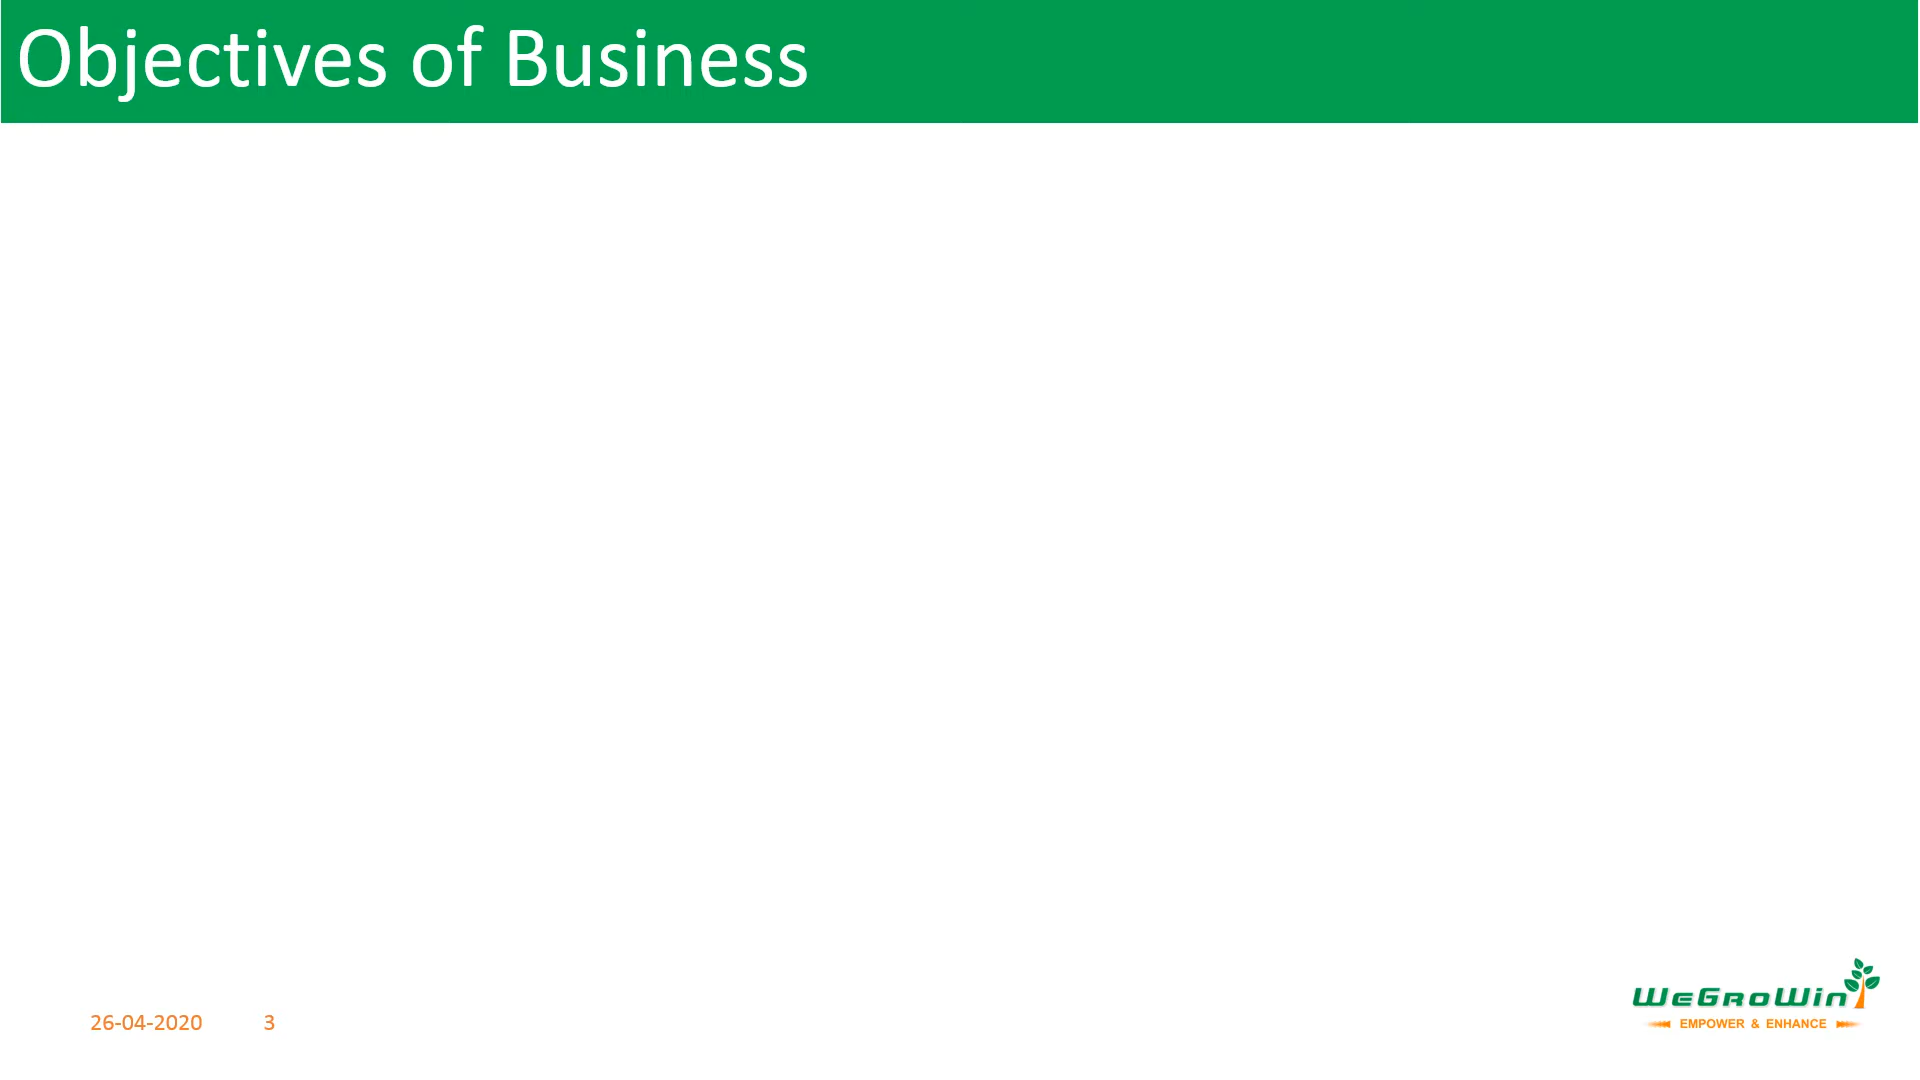 Objectives of Business
26-04-2020 3
WeGroWin
EMPOWER & ENHANCE